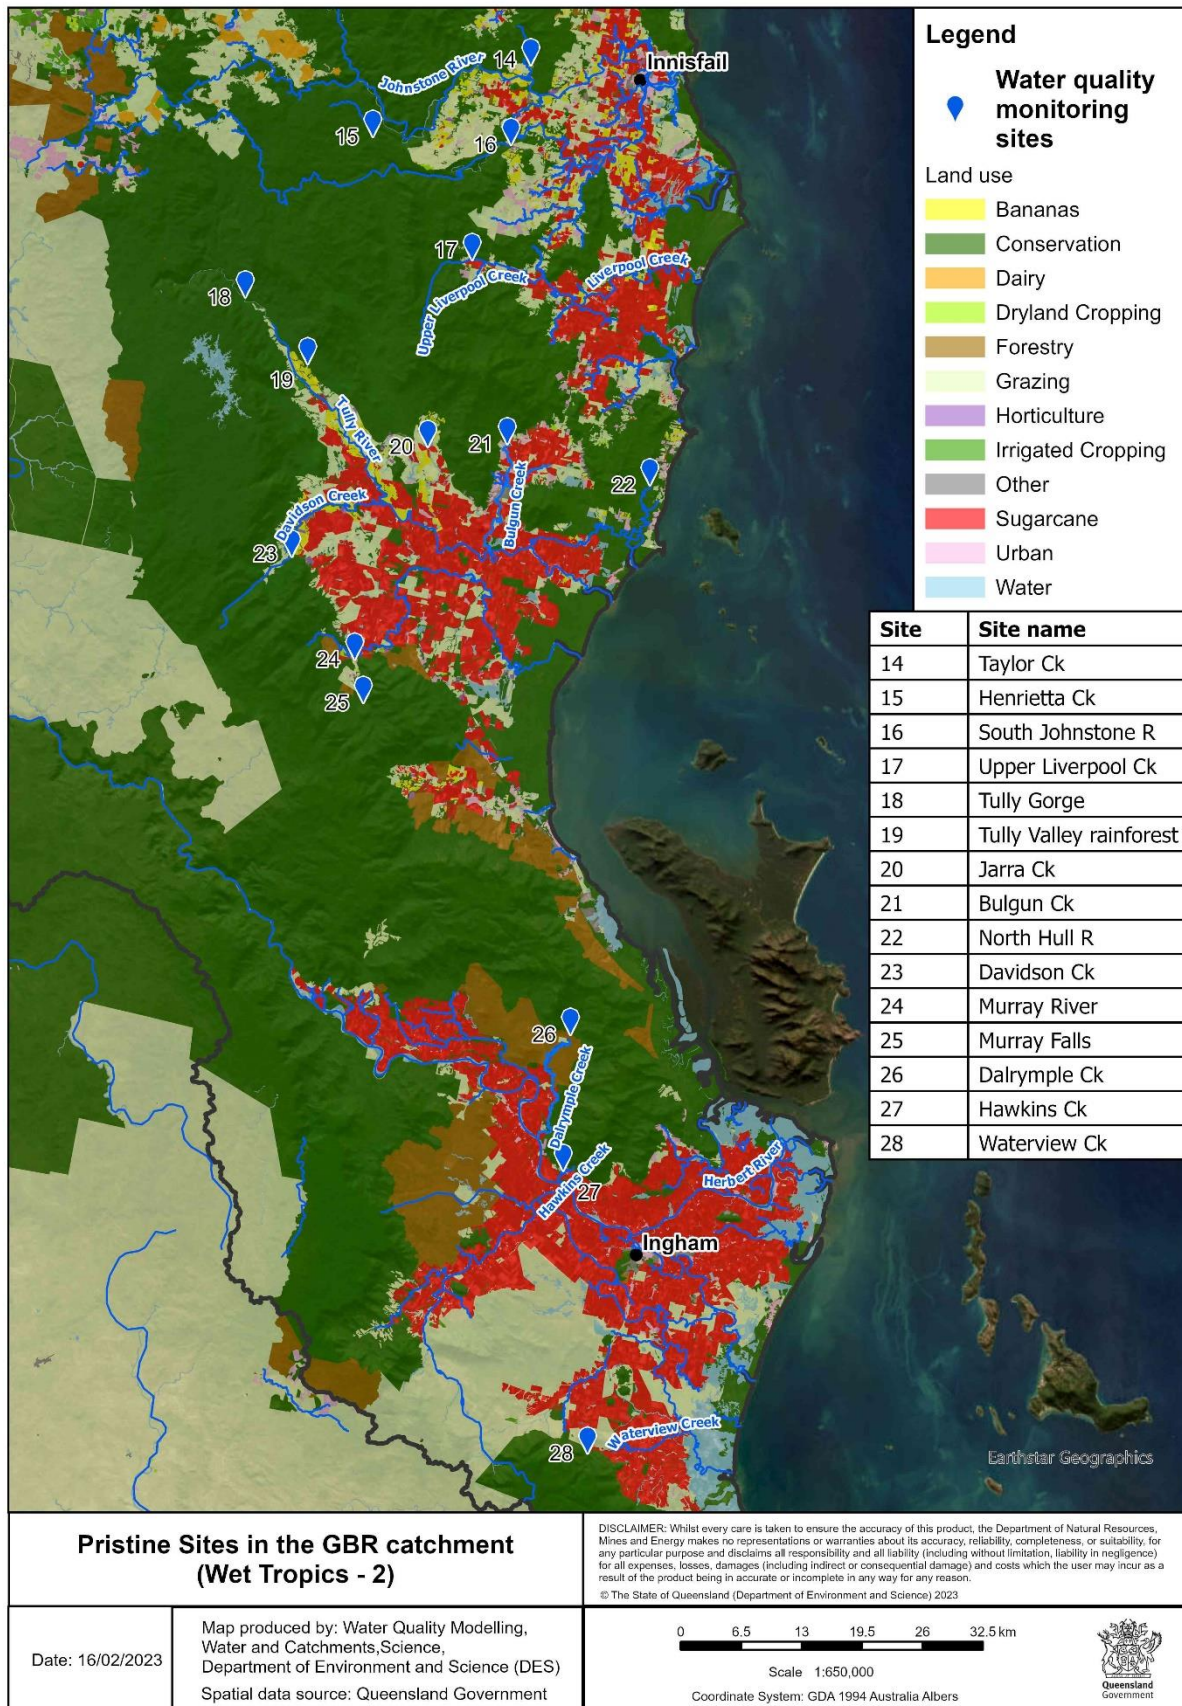 Legend
Water quality
monitoring
sites
Land use
Bananas
Conservation
Dairy
Dryland Cropping
Forestry
Grazing
Horticulture
Irrigated Cropping
Other
Sugarcane
Urban
Water
Site Site name
14 Taylor Ck
15 Henrietta Ck
16 South Johnstone R
17 Upper Liverpool Ck
18 Tully Gorge
19 Tully Valley rainforest
20 Jarra Ck
21 Bulgun Ck
22 North Hull R
23 Davidson Ck
24 Murray River
25 Murray Falls
26 Dalrymple Ck
27 Hawkins Ck
28 Waterview Ck
14
Innisfail
Johnstone River
15
16
17
Liverpool Creek
Upper Liverpool Creek
18
19
Tully River
20
21
22
Bulgun Creek
Davidson Creek
23
24
25
26
Dalrymple Creek
27
Hawkins Creek
Herbert River
Ingham
28
Waterview Creek
Earthstar Geographics
Pristine Sites in the GBR catchment
(Wet Tropics - 2)
DISCLAIMER: Whilst every care is taken to ensure the accuracy of this product, the Department of Natural Resources,
Mines and Energy makes no representations or warranties about its accuracy, reliability, completeness, or suitability, for
any particular purpose and disclaims all responsibility and all liability (including without limitation, liability in negligence)
for all expenses, losses, damages (including indirect or consequential damage) and costs which the user may incur as a
result of the product being in accurate or incomplete in any way for any reason.
© The State of Queensland (Department of Environment and Science) 2023
Date: 16/02/2023
Map produced by: Water Quality Modelling,
Water and Catchments,Science,
Department of Environment and Science (DES)
Spatial data source: Queensland Government
0 6.5 13 19.5 26 32.5 km
Scale 1:650,000
Coordinate System: GDA 1994 Australia Albers
Queensland
Government